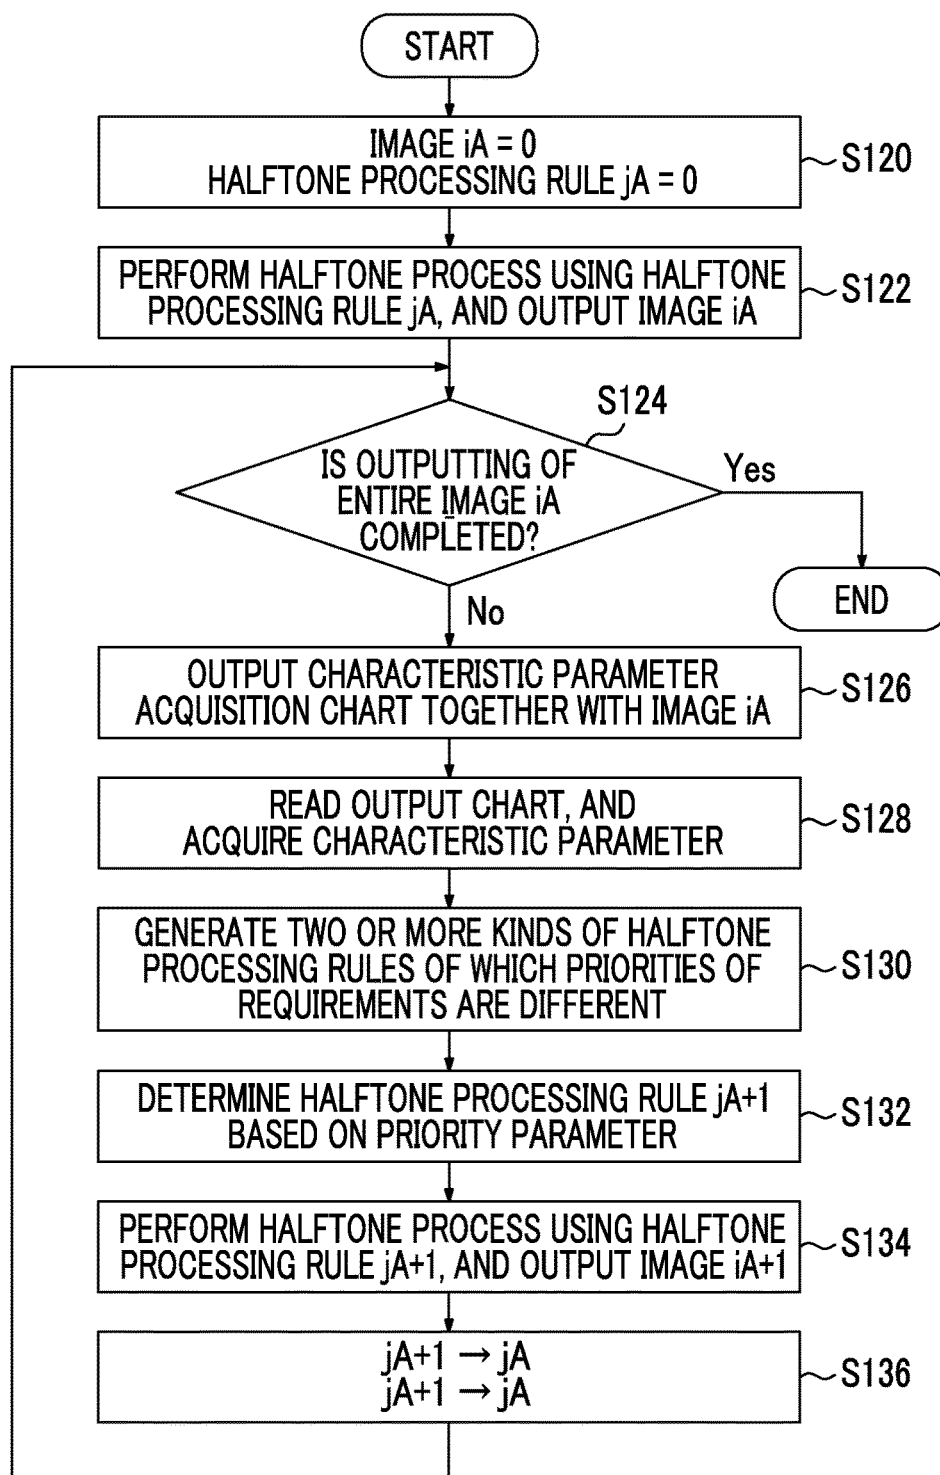 START
IMAGE iA = 0
HALFTONE PROCESSING RULE jA = 0
S120
PERFORM HALFTONE PROCESS USING HALFTONE
PROCESSING RULE jA, AND OUTPUT IMAGE iA
S122
S124
IS OUTPUTTING OF
ENTIRE IMAGE iA
COMPLETED?
Yes
END
No
OUTPUT CHARACTERISTIC PARAMETER
ACQUISITION CHART TOGETHER WITH IMAGE iA
S126
READ OUTPUT CHART, AND
ACQUIRE CHARACTERISTIC PARAMETER
S128
GENERATE TWO OR MORE KINDS OF HALFTONE
PROCESSING RULES OF WHICH PRIORITIES OF
REQUIREMENTS ARE DIFFERENT
S130
DETERMINE HALFTONE PROCESSING RULE jA+1
BASED ON PRIORITY PARAMETER
S132
PERFORM HALFTONE PROCESS USING HALFTONE
PROCESSING RULE jA+1, AND OUTPUT IMAGE iA+1
S134
jA+1 → jA
jA+1 → jA
S136